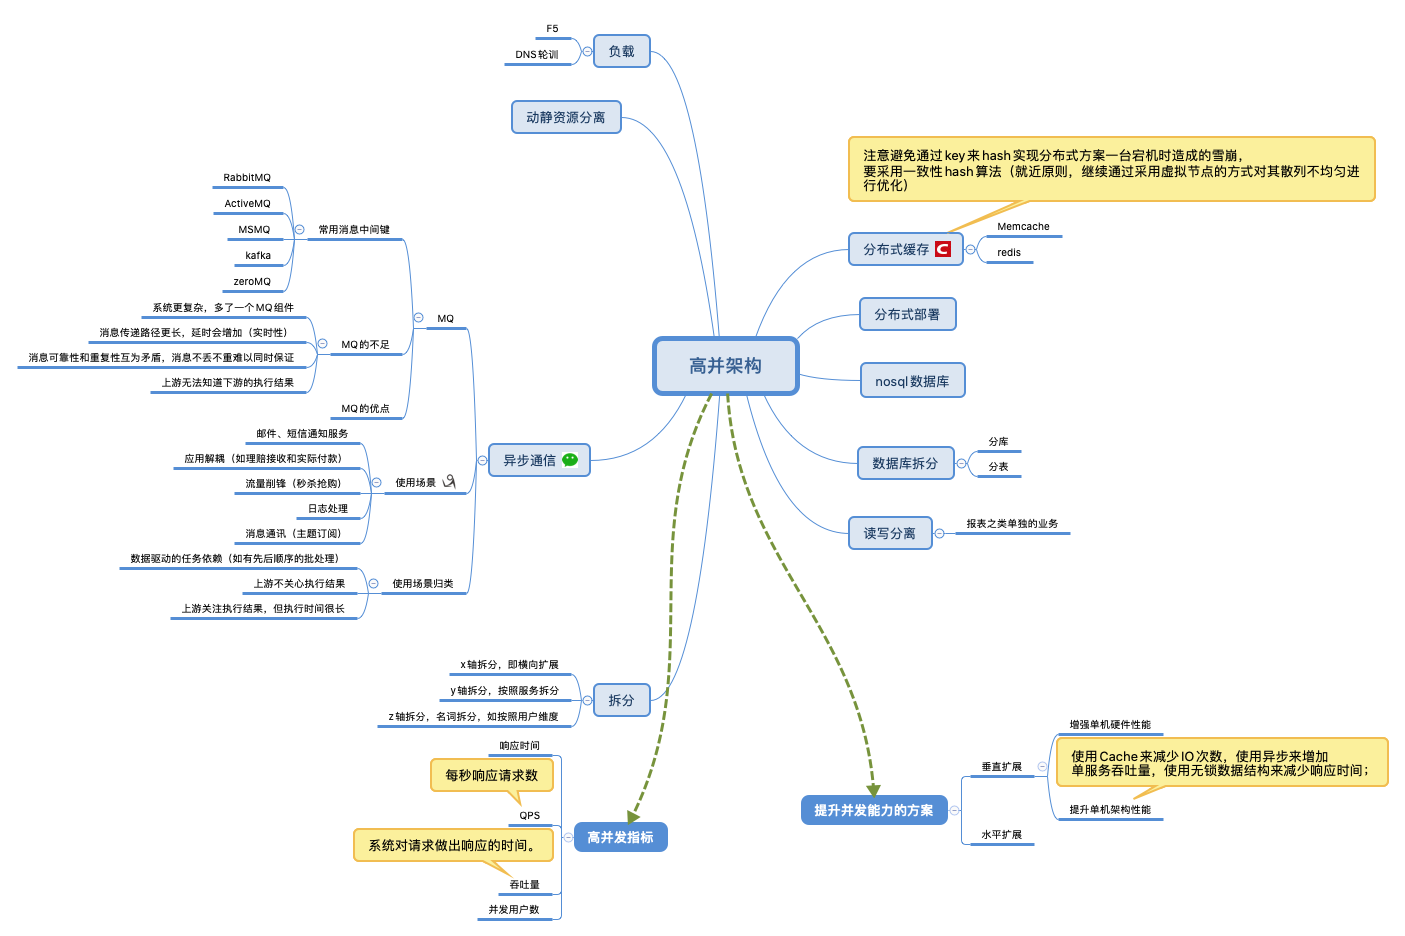 高并架构
负载
F5
DNS轮训
动静资源分离
异步通信
MQ
常用消息中间键
RabbitMQ
ActiveMQ
MSMQ
kafka
zeroMQ
MQ的不足
系统更复杂，多了一个MQ组件
消息传递路径更长，延时会增加（实时性）
消息可靠性和重复性互为矛盾，消息不丢不重难以同时保证
上游无法知道下游的执行结果
MQ的优点
使用场景
邮件、短信通知服务
应用解耦（如理赔接收和实际付款）
流量削锋（秒杀抢购）
日志处理
消息通讯（主题订阅）
使用场景归类
数据驱动的任务依赖（如有先后顺序的批处理）
上游不关心执行结果
上游关注执行结果，但执行时间很长
拆分
x轴拆分，即横向扩展
y轴拆分，按照服务拆分
z轴拆分，名词拆分，如按照用户维度
高并发指标
响应时间
每秒响应请求数
QPS
系统对请求做出响应的时间。
吞吐量
并发用户数
注意避免通过key来hash实现分布式方案一台宕机时造成的雪崩，
要采用一致性hash算法（就近原则，继续通过采用虚拟节点的方式对其散列不均匀进
行优化）
分布式缓存
Memcache
redis
分布式部署
nosql数据库
数据库拆分
分库
分表
读写分离
报表之类单独的业务
提升并发能力的方案
垂直扩展
增强单机硬件性能
使用Cache来减少IO次数，使用异步来增加
单服务吞吐量，使用无锁数据结构来减少响应时间；
提升单机架构性能
水平扩展